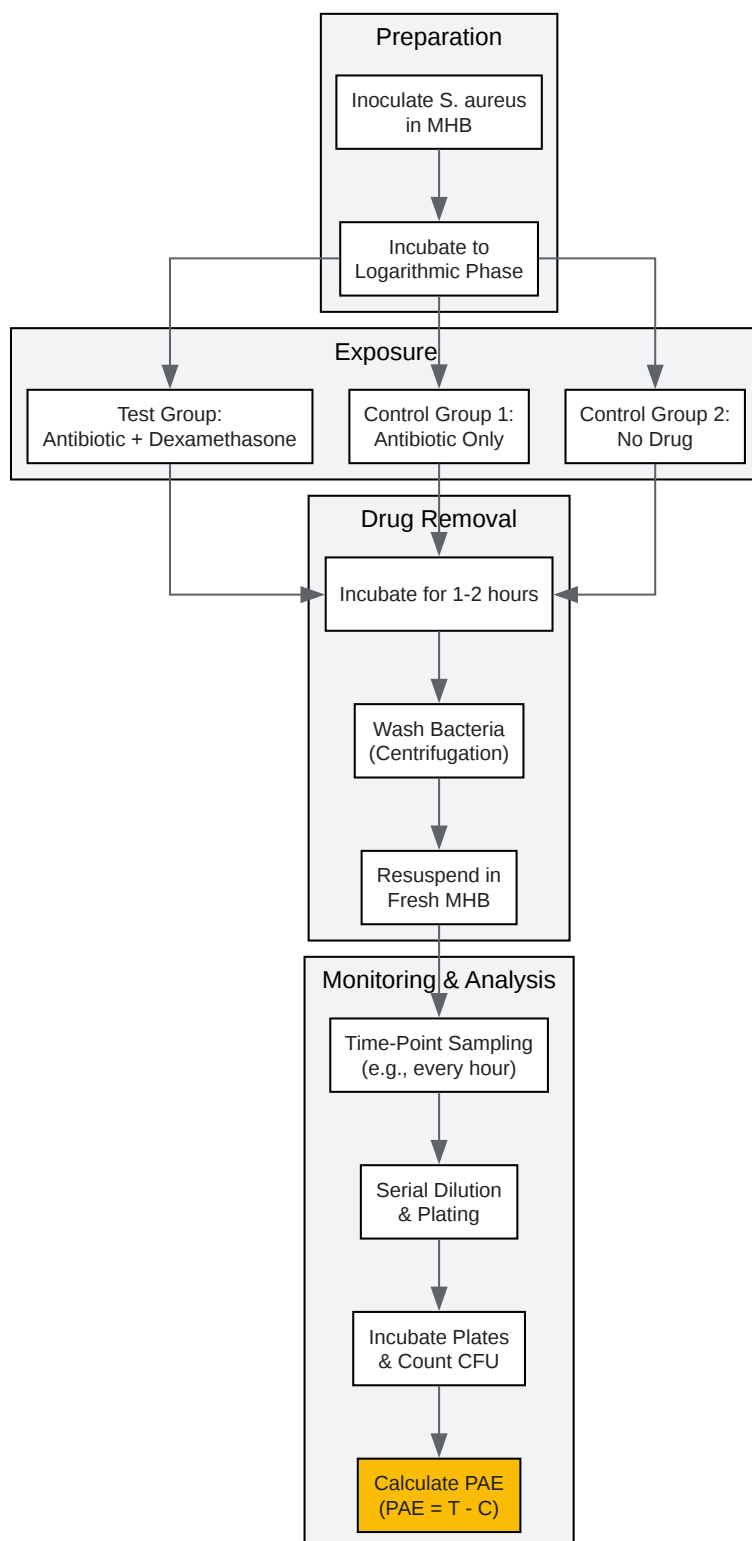 Preparation
Inoculate S. aureus
in MHB
Incubate to
Logarithmic Phase
Exposure
Test Group:
Antibiotic + Dexamethasone
Control Group 1:
Antibiotic Only
Control Group 2:
No Drug
Drug Removal
Incubate for 1-2 hours
Wash Bacteria
(Centrifugation)
Resuspend in
Fresh MHB
Monitoring & Analysis
Time-Point Sampling
(e.g., every hour)
Serial Dilution
& Plating
Incubate Plates
& Count CFU
Calculate PAE
(PAE = T - C)